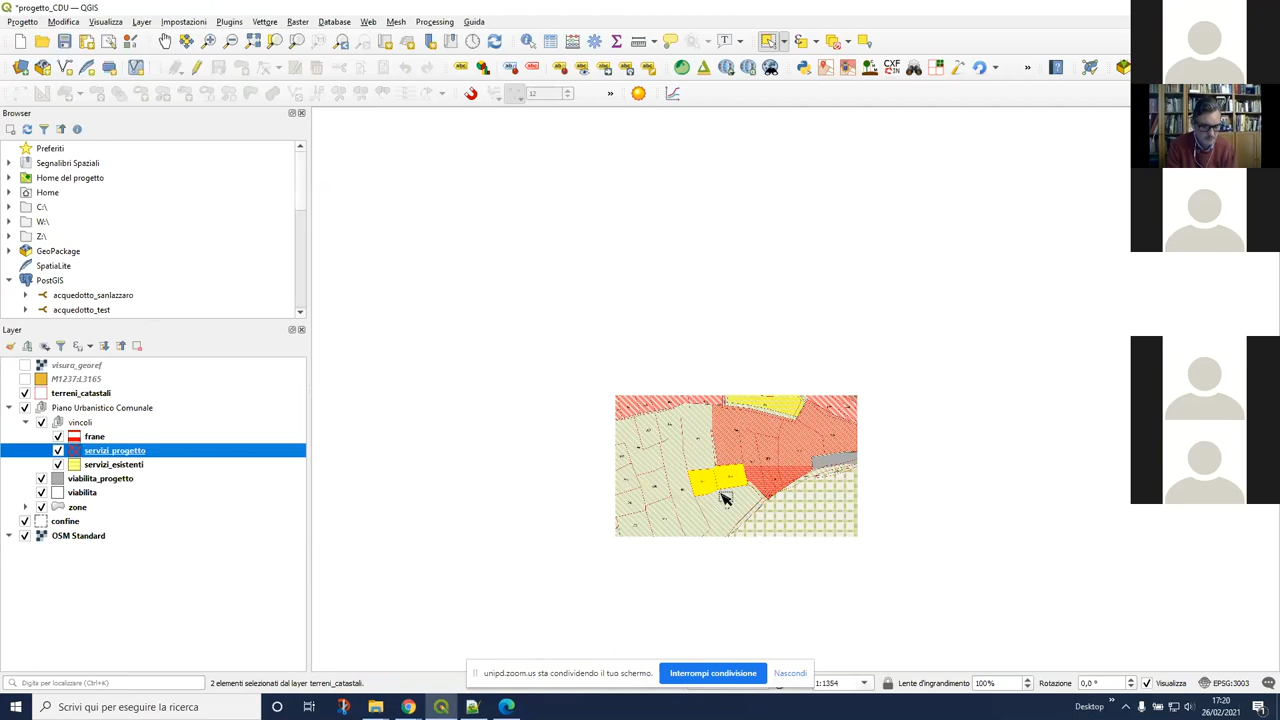 *progetto_CDU — QGIS
Progetto Modifica Visualizza Layer Impostazioni Plugins Vettore Raster Database Web Mesh Processing Guida
12
Browser
Preferiti
Segnalibri Spaziali
Home del progetto
Home
C:\
W:\
Z:\
GeoPackage
SpatiaLite
PostGIS
acquedotto_sanlazzaro
acquedotto_test
Layer
visura_georef
M1237:L3165
terreni_catastali
Piano Urbanistico Comunale
vincoli
frane
servizi_progetto
servizi_esistenti
viabilita_progetto
viabilita
zone
confine
OSM Standard
unipd.zoom.us sta condividendo il tuo schermo. Interrompi condivisione Nascondi
Digita per localizzare (Ctrl+K) 2 elementi selezionati dal layer terreni_catastali. 1:1354 Lente d'ingrandimento 100% Rotazione 0,0 ° Visualizza EPSG:3003
Scrivi qui per eseguire la ricerca Desktop 17:20
26/02/2021